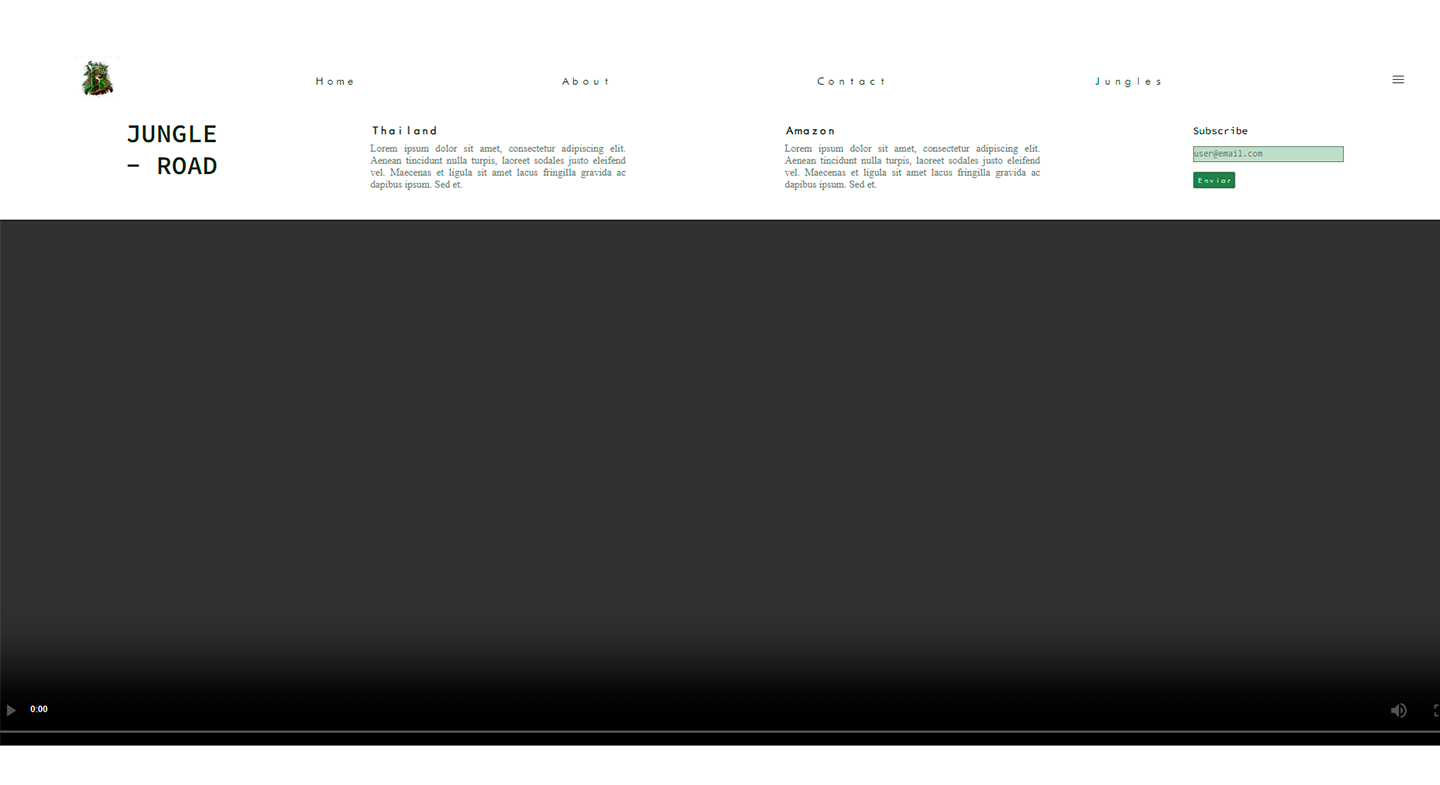 Home
About
Contact
Jungles
JUNGLE
- ROAD
Thailand
Lorem ipsum dolor sit amet, consectetur adipiscing elit.
Aenean tincidunt nulla turpis, laoreet sodales justo eleifend
vel. Maecenas et ligula sit amet lacus fringilla gravida ac
dapibus ipsum. Sed et.
Amazon
Lorem ipsum dolor sit amet, consectetur adipiscing elit.
Aenean tincidunt nulla turpis, laoreet sodales justo eleifend
vel. Maecenas et ligula sit amet lacus fringilla gravida ac
dapibus ipsum. Sed et.
Subscribe
user@email.com
Enviar
0:00